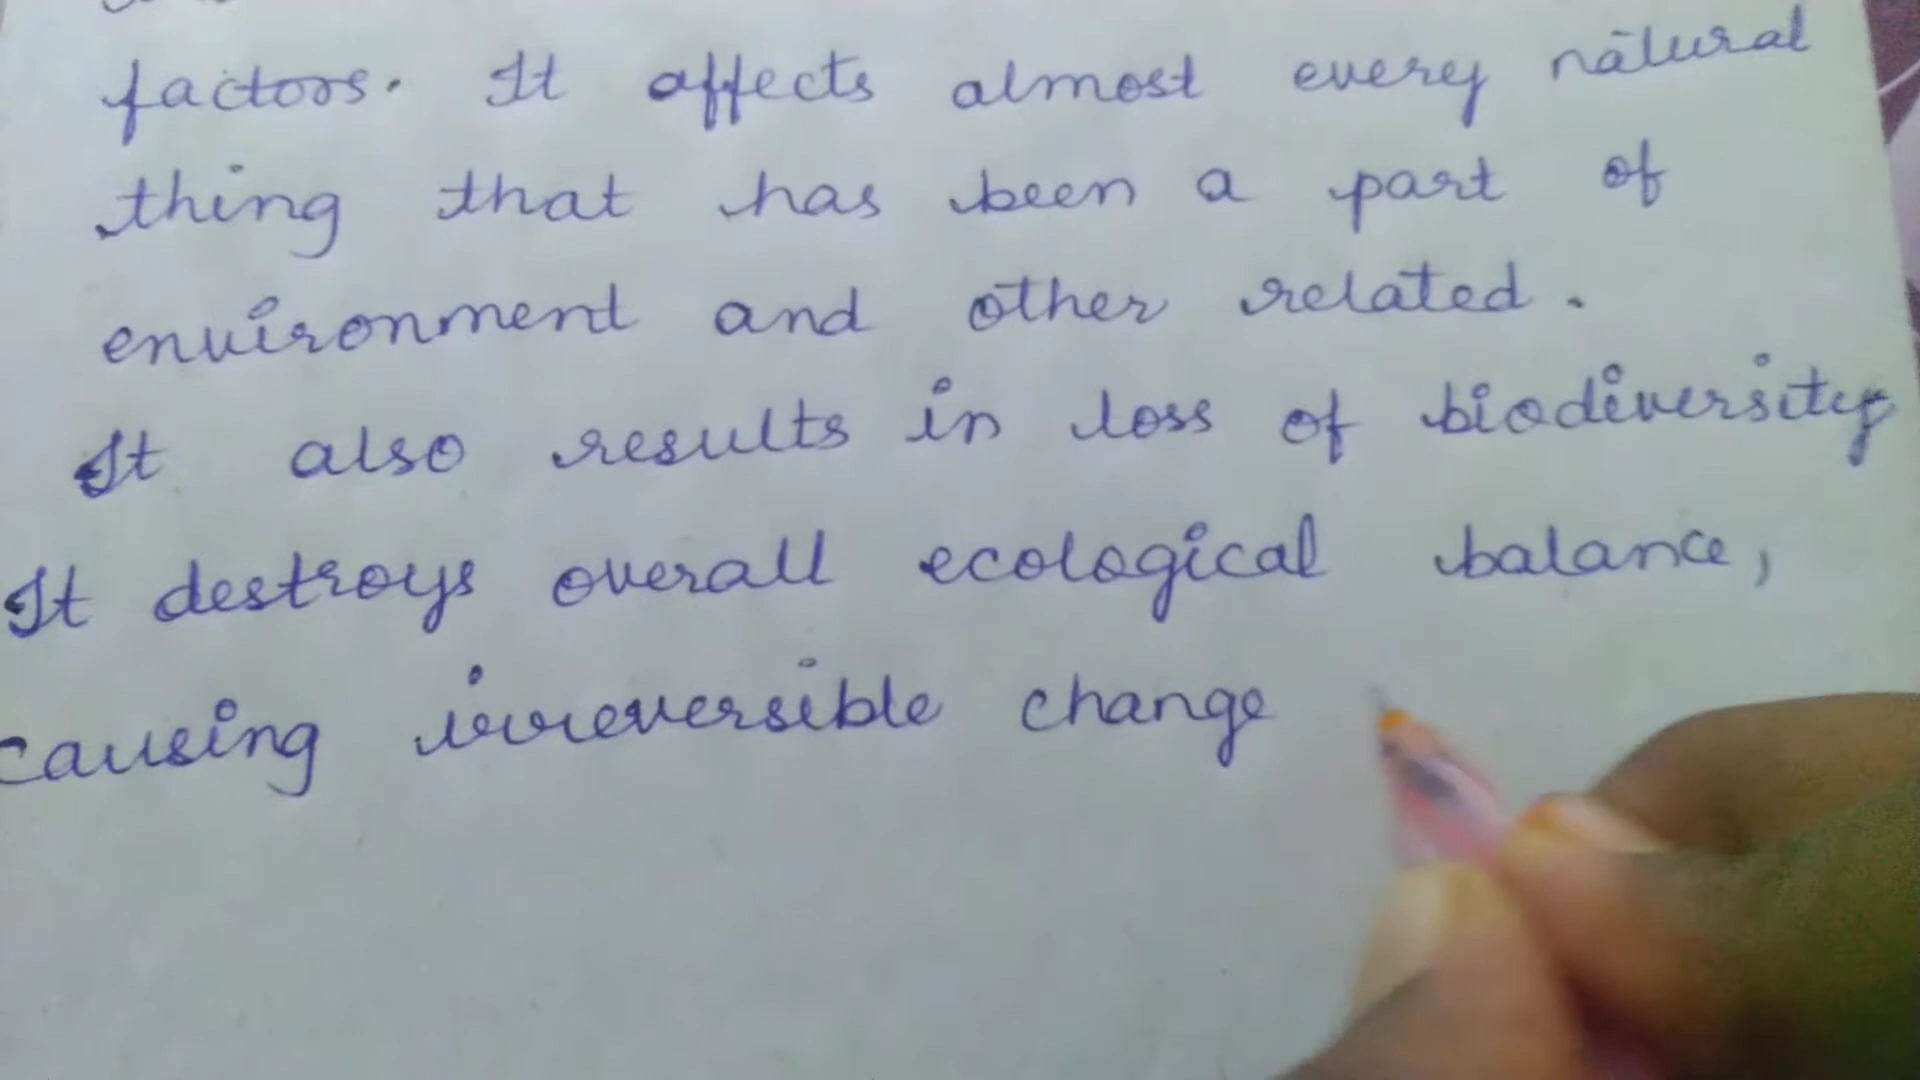 factors. It affects almost every natural
thing that has been a part of
environment and other related.
It also results in loss of biodiversity
It destroys overall ecological balance,
causing irreversible change